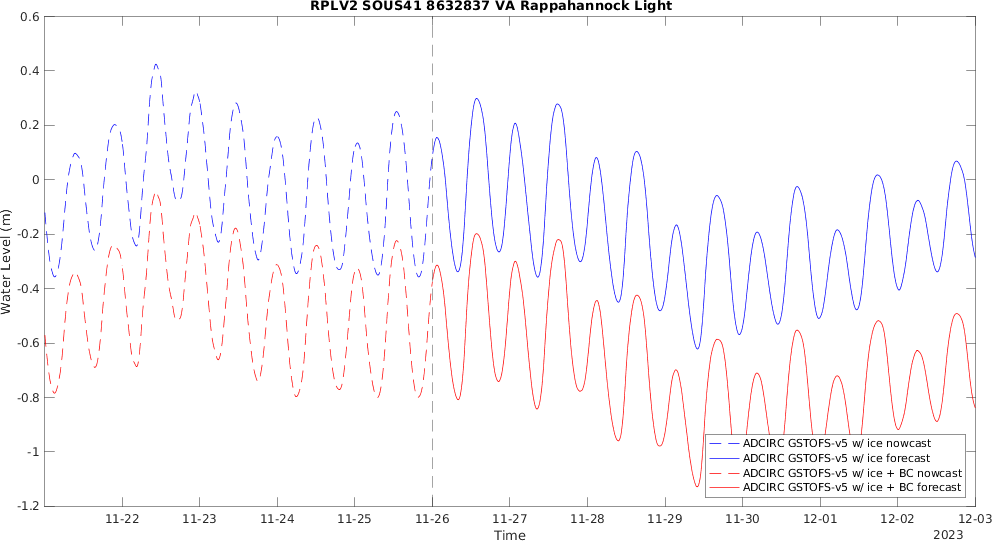 RPLV2 SOUS41 8632837 VA Rappahannock Light
0.6
0.4
0.2
0
-0.2
-0.4
-0.6
-0.8
-1
-1.2
Water Level (m)
ADCIRC GSTOFS-v5 w/ ice nowcast
ADCIRC GSTOFS-v5 w/ ice forecast
ADCIRC GSTOFS-v5 w/ ice + BC nowcast
ADCIRC GSTOFS-v5 w/ ice + BC forecast
11-22 11-23 11-24 11-25 11-26 11-27 11-28 11-29 11-30 12-01 12-02 12-03
Time
2023